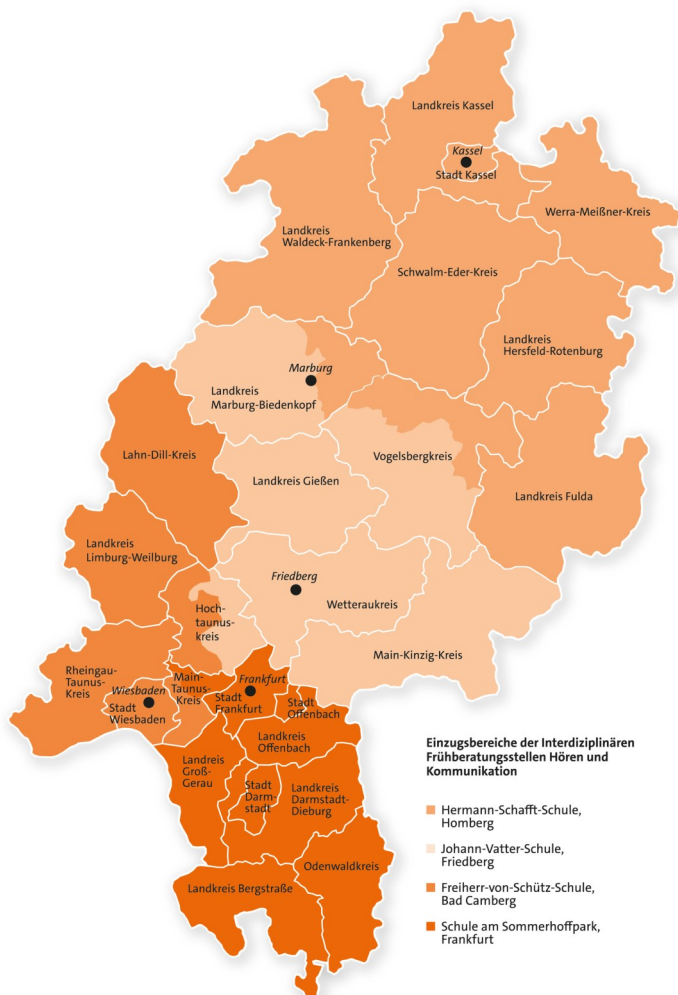 Landkreis Kassel
Kassel
Stadt Kassel
Werra-Meißner-Kreis
Landkreis
Waldeck-Frankenberg
Schwalm-Eder-Kreis
Landkreis
Hersfeld-Rotenburg
Marburg
Landkreis
Marburg-Biedenkopf
Lahn-Dill-Kreis
Vogelsbergkreis
Landkreis Gießen
Landkreis Fulda
Landkreis
Limburg-Weilburg
Friedberg
Wetteraukreis
Hoch-
taunus-
kreis
Main-Kinzig-Kreis
Rheingau-
Taunus-
Kreis
Wiesbaden
Stadt
Wiesbaden
Main-
Taunus-
Kreis
Frankfurt
Stadt
Frankfurt
Stadt
Offenbach
Landkreis
Offenbach
Landkreis
Groß-
Gerau
Stadt
Darm-
stadt
Landkreis
Darmstadt-
Dieburg
Odenwaldkreis
Landkreis Bergstraße
Einzugsbereiche der Interdiziplinären
Frühberatungsstellen Hören und
Kommunikation
Hermann-Schafft-Schule,
Homberg
Johann-Vatter-Schule,
Friedberg
Freiherr-von-Schütz-Schule,
Bad Camberg
Schule am Sommerhoffpark,
Frankfurt